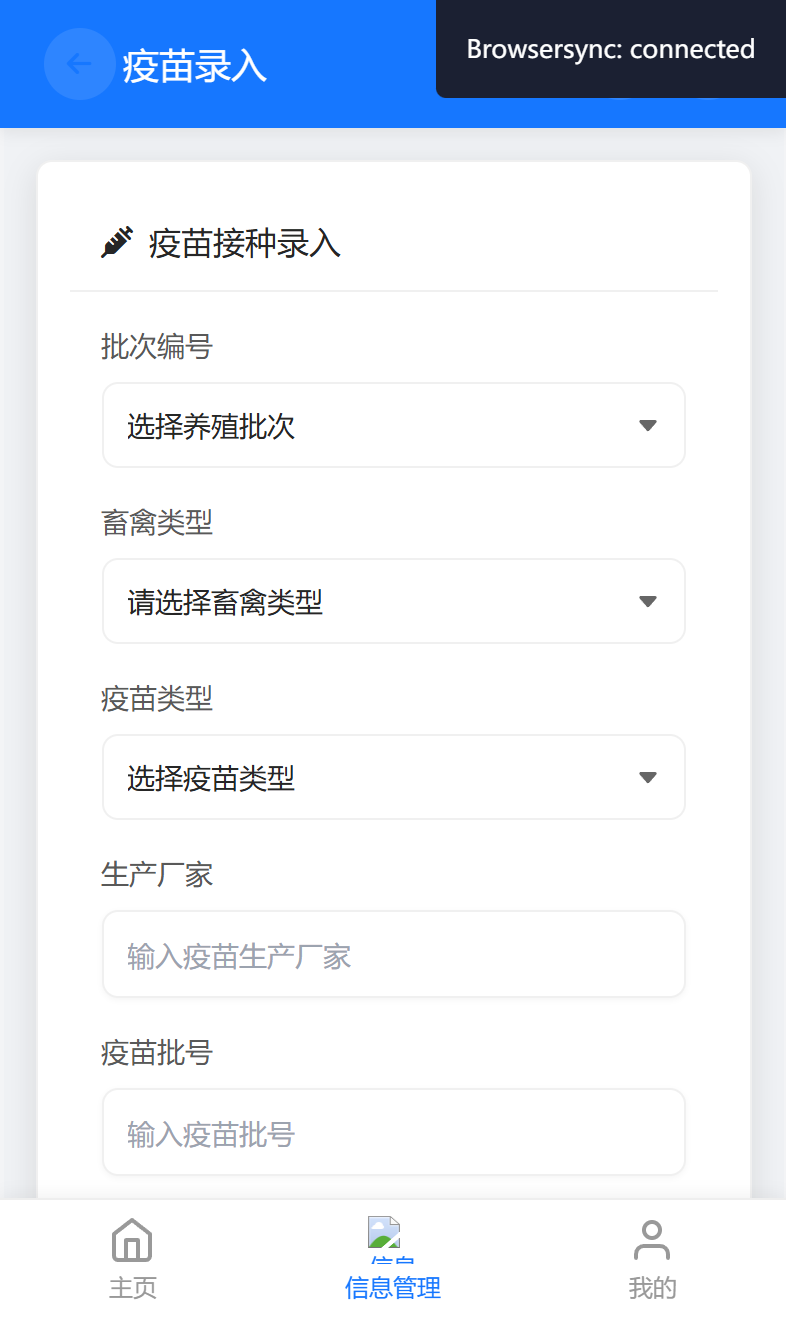 疫苗录入
Browsersync: connected
疫苗接种录入
批次编号
选择养殖批次
畜禽类型
请选择畜禽类型
疫苗类型
选择疫苗类型
生产厂家
输入疫苗生产厂家
疫苗批号
输入疫苗批号
主页
信息
信息管理
我的